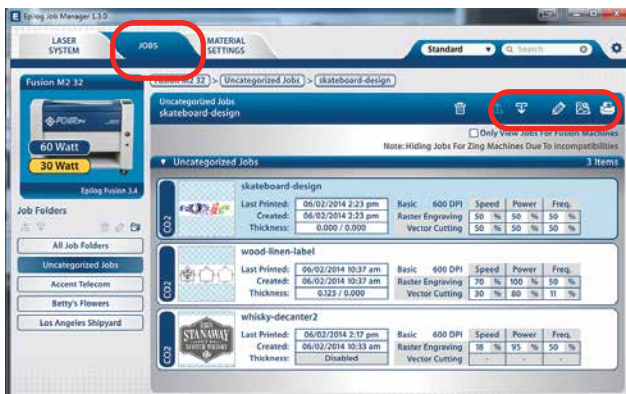 Epilog Job Manager 1.3.0
LASER SYSTEM
JOBS
MATERIAL SETTINGS
Standard
Search
Fusion M2 32
Fusion M2 32 > Uncategorized Jobs > skateboard-design
Uncategorized Jobs
skateboard-design
Only View Jobs For Fusion Machines
Note: Hiding Jobs For Zing Machines Due To Incompatibilities
FUSION
60 Watt
30 Watt
Epilog Fusion 3.4
Job Folders
All Job Folders
Uncategorized Jobs
Accent Telecom
Betty's Flowers
Los Angeles Shipyard
Uncategorized Jobs 3 Items
CO2
skateboard-design
Last Printed: 06/02/2014 2:23 pm Basic 600 DPI Speed Power Freq.
Created: 06/02/2014 2:23 pm Raster Engraving 50 % 50 % 50 %
Thickness: 0.000 / 0.000 Vector Cutting 50 % 50 % 50 %
CO2
wood-linen-label
Last Printed: 06/02/2014 10:37 am Basic 600 DPI Speed Power Freq.
Created: 06/02/2014 10:37 am Raster Engraving 70 % 100 % 50 %
Thickness: 0.125 / 0.000 Vector Cutting 30 % 80 % 11 %
CO2
STANAWAY
SCOTCH WHISKY
whisky-decanter2
Last Printed: 06/02/2014 2:17 pm Basic 600 DPI Speed Power Freq.
Created: 06/02/2014 10:33 am Raster Engraving 18 % 95 % 50 %
Thickness: Disabled Vector Cutting - - -